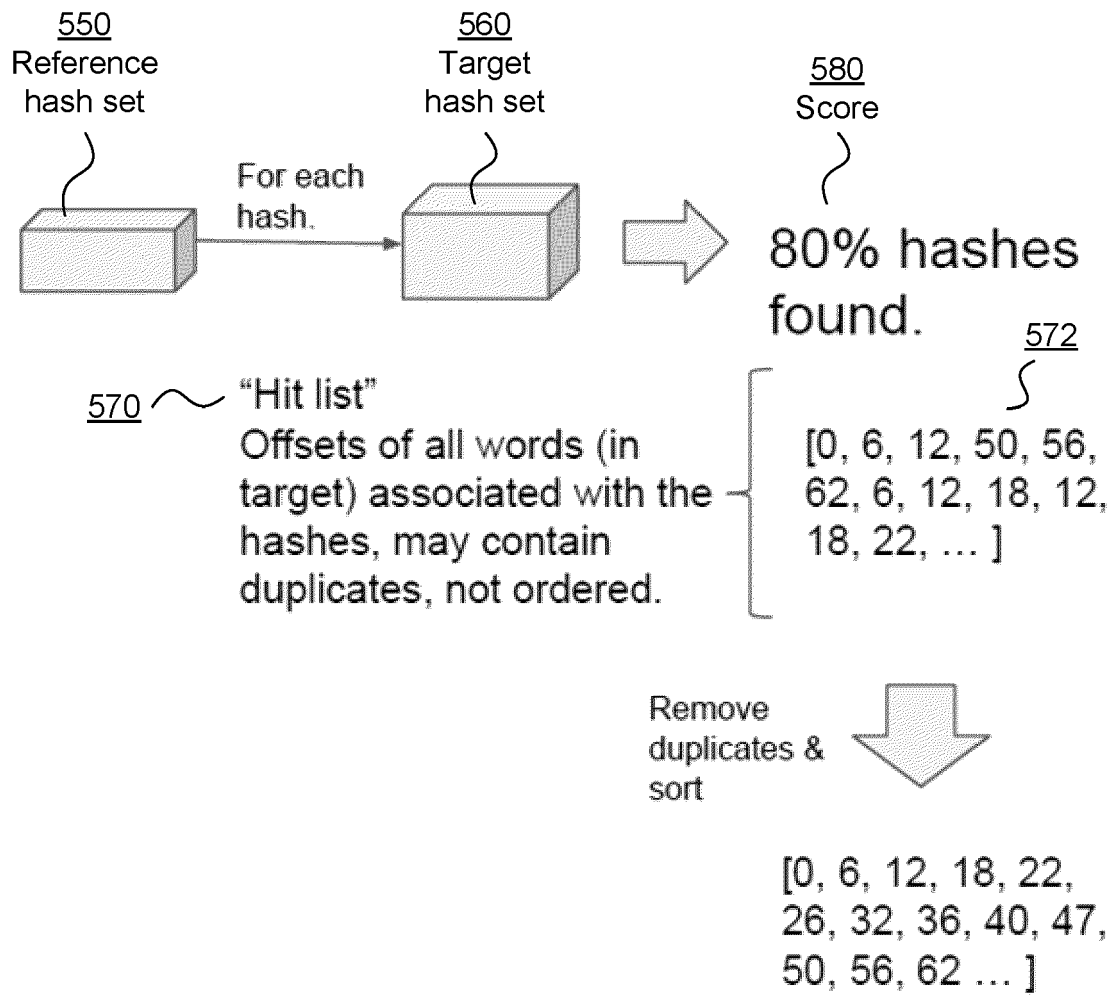 550
Reference
hash set
560
Target
hash set
580
Score
For each
hash.
80% hashes
found.
570
“Hit list”
Offsets of all words (in
target) associated with the
hashes, may contain
duplicates, not ordered.
572
[0, 6, 12, 50, 56,
62, 6, 12, 18, 12,
18, 22, ... ]
Remove
duplicates &
sort
[0, 6, 12, 18, 22,
26, 32, 36, 40, 47,
50, 56, 62 ... ]